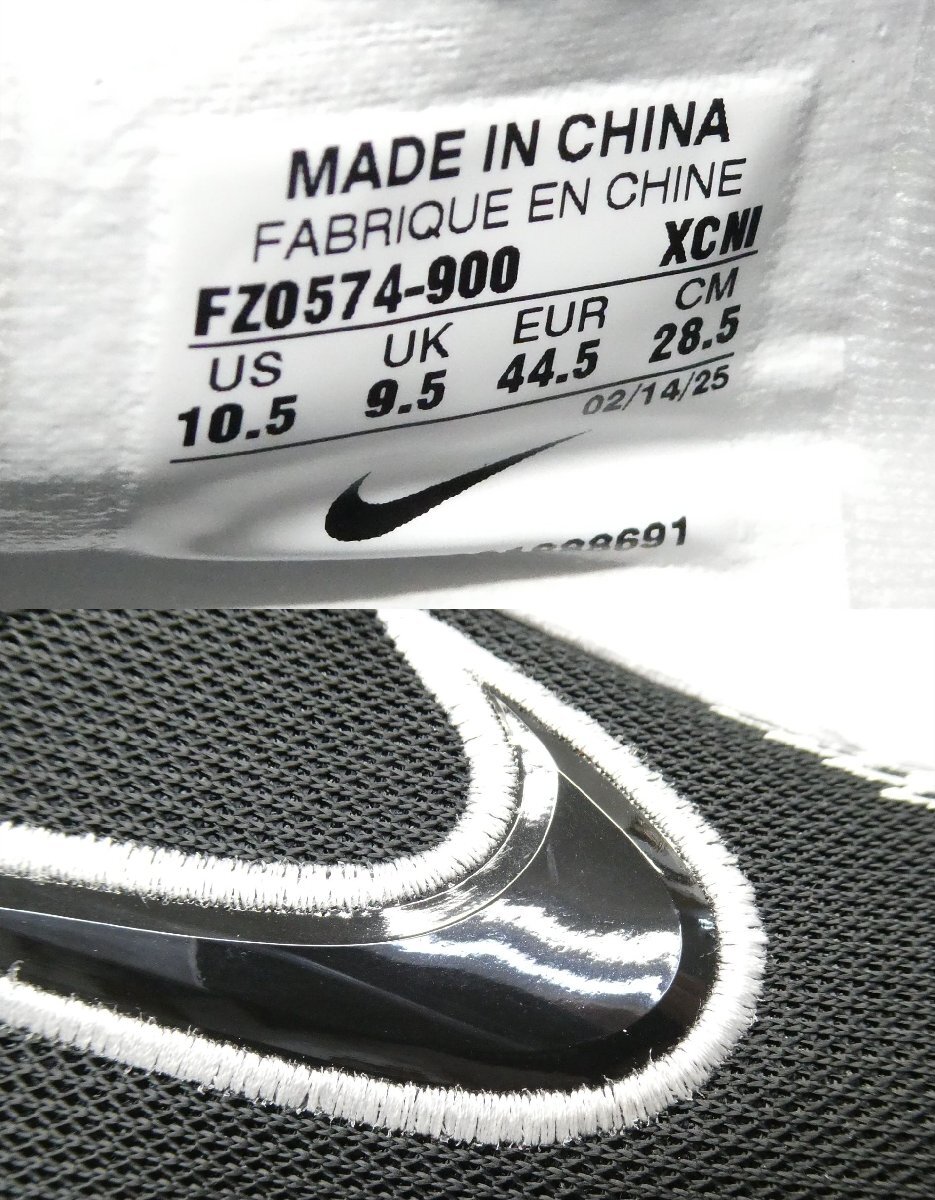 MADE IN CHINA
FABRIQUE EN CHINE
FZ0574-900 XCNI
US UK EUR CM
10.5 9.5 44.5 28.5
02/14/25